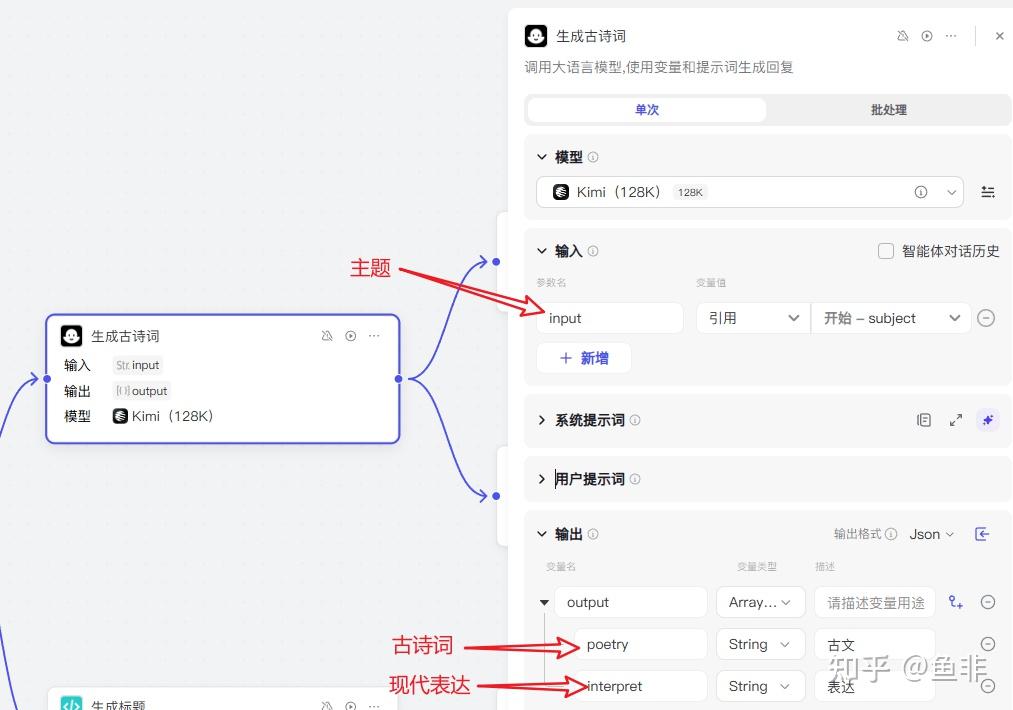 生成古诗词
调用大语言模型,使用变量和提示词生成回复
单次 批处理
模型
Kimi（128K） 128K
输入 智能体对话历史
参数名 变量值
主题
input 引用 开始 – subject
新增
生成古诗词
输入 Str. input
输出 [{}] output
模型 Kimi（128K）
系统提示词
用户提示词
输出 输出格式 Json
变量名 变量类型 描述
output Array... 请描述变量用途
古诗词
poetry String 古文
现代表达
interpret String 表达
知乎 @鱼非
生成标题